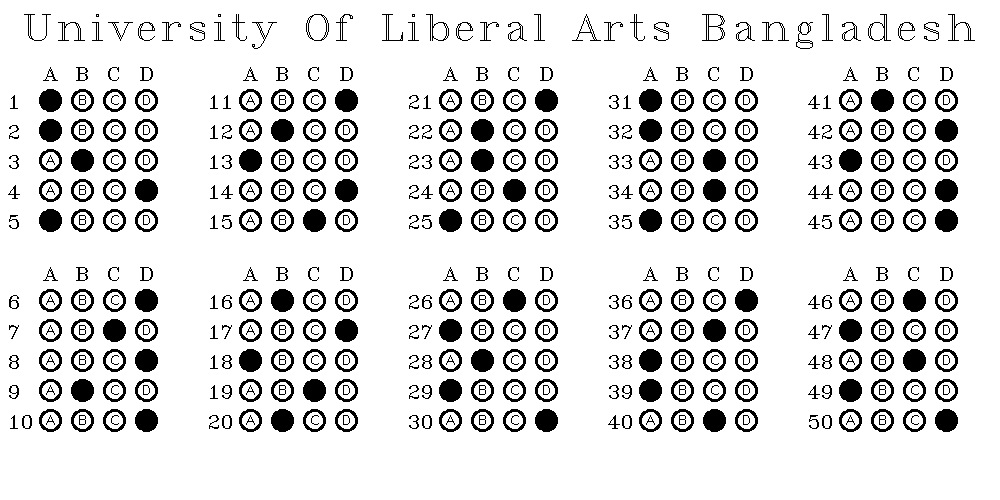 University Of Liberal Arts Bangladesh
A B C D A B C D A B C D A B C D A B C D
1 B C D 11 A B C 21 A B C 31 B C D 41 A C D
2 B C D 12 A C D 22 A C D 32 B C D 42 A B C
3 A C D 13 B C D 23 A C D 33 A B D 43 B C D
4 A B C 14 A B C 24 A B D 34 A B D 44 A B C
5 B C D 15 A B D 25 B C D 35 B C D 45 A B C
A B C D A B C D A B C D A B C D A B C D
6 A B C 16 A C D 26 A B D 36 A B C 46 A B D
7 A B D 17 A B C 27 B C D 37 A B D 47 B C D
8 A B C 18 B C D 28 A C D 38 B C D 48 A B D
9 A C D 19 A B D 29 B C D 39 B C D 49 B C D
10 A B C 20 A C D 30 A B C 40 A B D 50 A B C